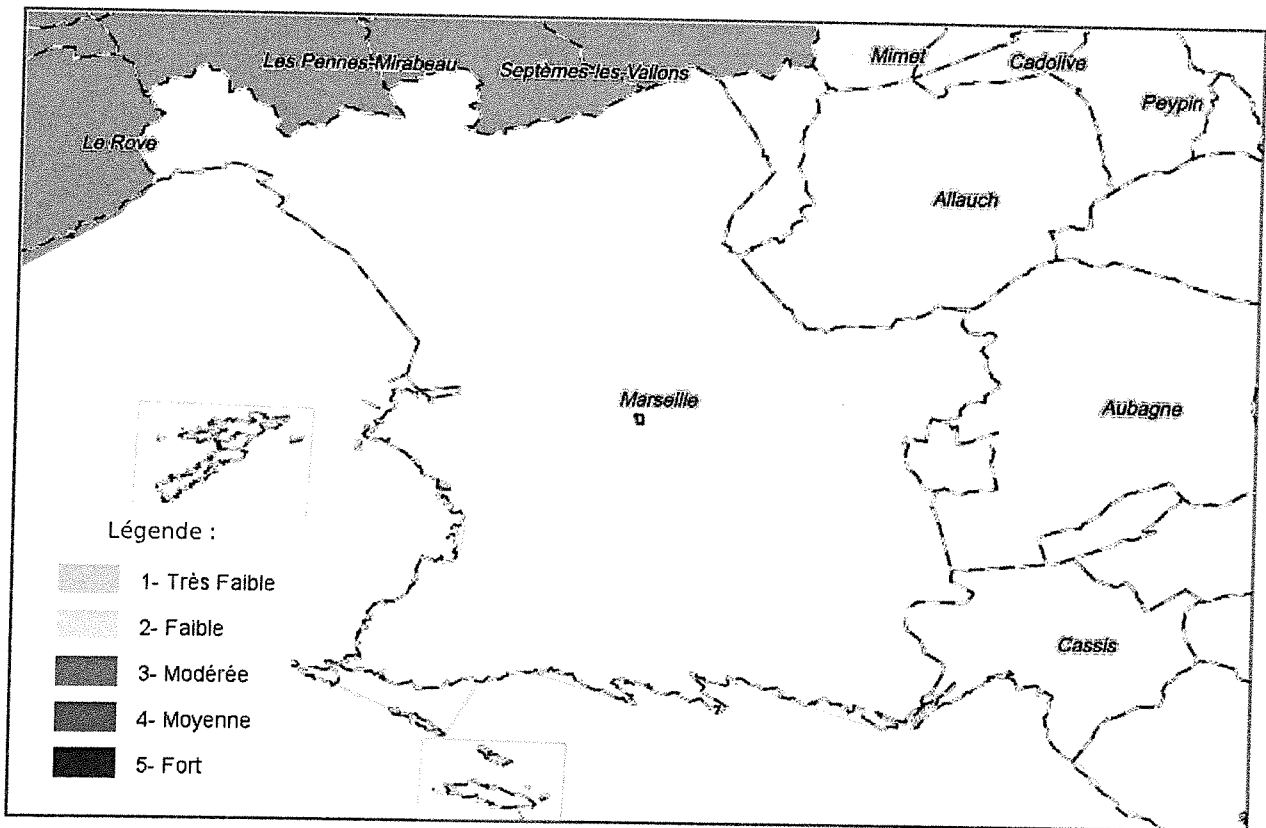 Les Pennes-Mirabeau
Septèmes-les-Vallons
Mimet
Cadolive
Peypin
Le Rove
Allauch
Marseille
Aubagne
Cassis
Légende :
1- Très Faible
2- Faible
3- Modérée
4- Moyenne
5- Fort